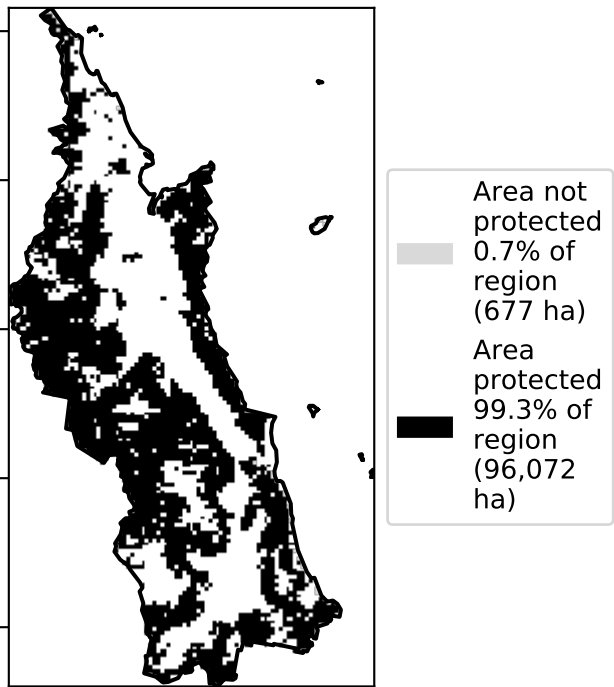 Area not
protected
0.7% of
region
(677 ha)
Area
protected
99.3% of
region
(96,072
ha)